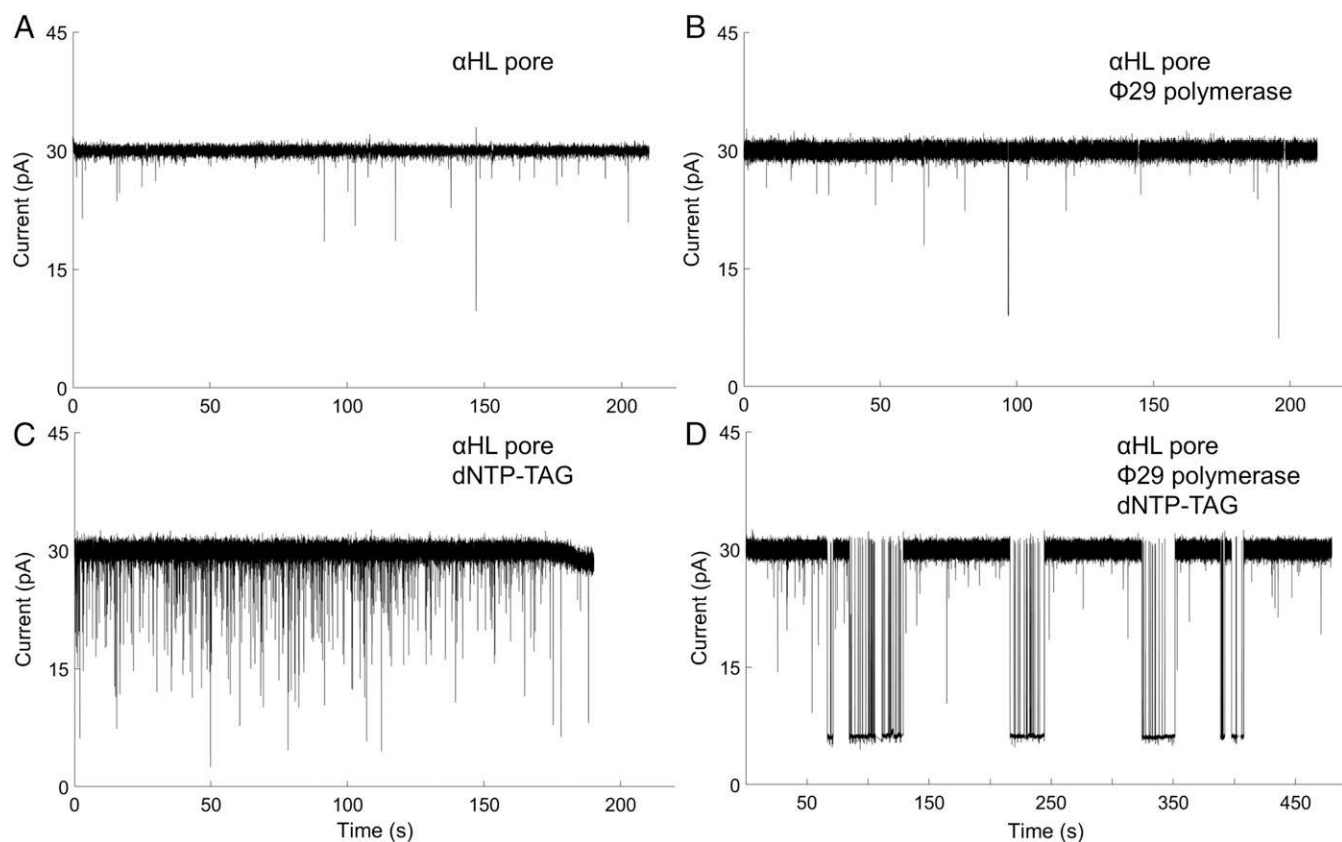 A
45
30
15
0
Current (pA)
αHL pore
0
50
100
150
200
B
45
30
15
0
Current (pA)
αHL pore
Φ29 polymerase
0
50
100
150
200
C
45
30
15
0
Current (pA)
αHL pore
dNTP-TAG
0
50
100
150
200
Time (s)
D
45
30
15
0
Current (pA)
αHL pore
Φ29 polymerase
dNTP-TAG
50
150
250
350
450
Time (s)